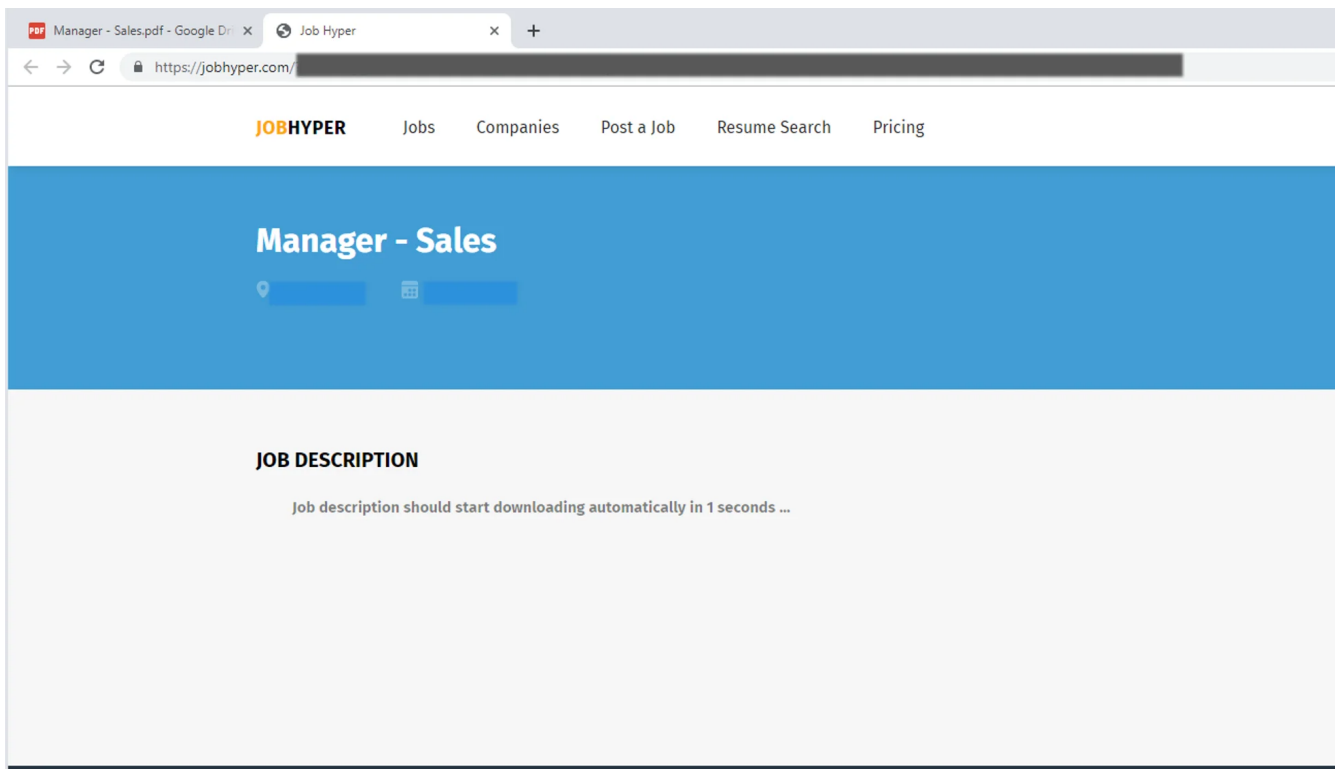 Manager - Sales.pdf - Google Dri
Job Hyper
https://jobhyper.com/
JOBHYPER Jobs Companies Post a Job Resume Search Pricing
Manager - Sales
JOB DESCRIPTION
Job description should start downloading automatically in 1 seconds ...